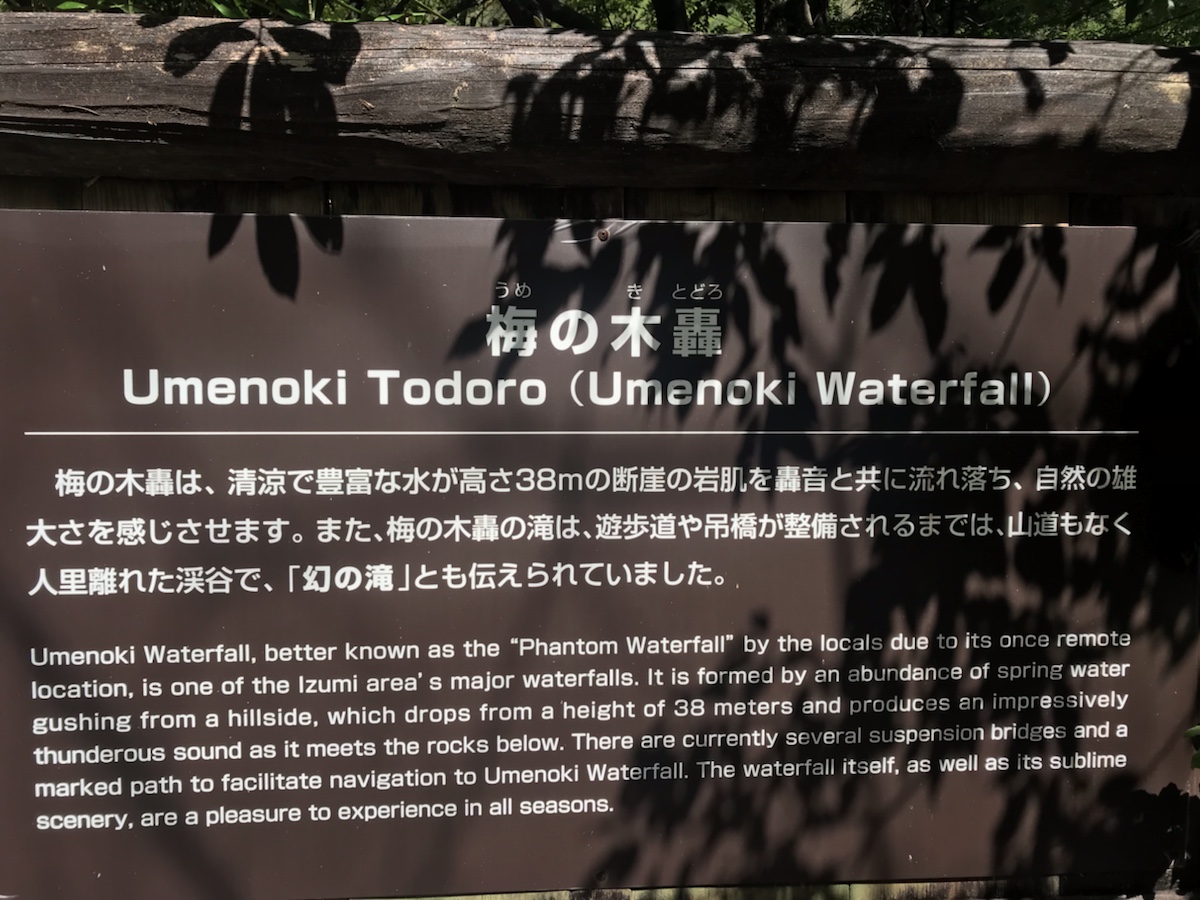 うめ き とどろ
梅の木轟
Umenoki Todoro（Umenoki Waterfall）
梅の木轟は、清涼で豊富な水が高さ38mの断崖の岩肌を轟音と共に流れ落ち、自然の雄
大さを感じさせます。また、梅の木轟の滝は、遊歩道や吊橋が整備されるまでは、山道もなく
人里離れた渓谷で、「幻の滝」とも伝えられていました。
Umenoki Waterfall, better known as the “Phantom Waterfall” by the locals due to its once remote
location, is one of the Izumi area’s major waterfalls. It is formed by an abundance of spring water
gushing from a hillside, which drops from a height of 38 meters and produces an impressively
thunderous sound as it meets the rocks below. There are currently several suspension bridges and a
marked path to facilitate navigation to Umenoki Waterfall. The waterfall itself, as well as its sublime
scenery, are a pleasure to experience in all seasons.